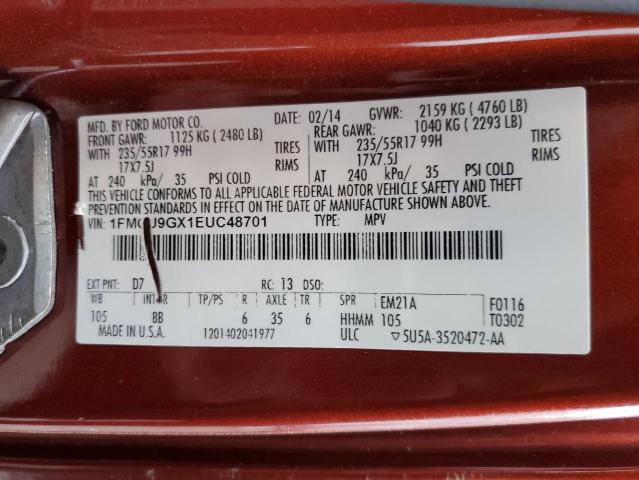 MFD. BY FORD MOTOR CO. DATE: 02/14 GVWR: 2159 KG ( 4760 LB)
FRONT GAWR: 1125 KG ( 2480 LB) REAR GAWR: 1040 KG ( 2293 LB)
WITH 235/55R17 99H TIRES WITH 235/55R17 99H TIRES
17X7.5J RIMS 17X7.5J RIMS
AT 240 kPa/ 35 PSI COLD AT 240 kPa/ 35 PSI COLD
THIS VEHICLE CONFORMS TO ALL APPLICABLE FEDERAL MOTOR VEHICLE SAFETY AND THEFT
PREVENTION STANDARDS IN EFFECT ON THE DATE OF MANUFACTURE SHOWN ABOVE.
VIN: TYPE: MPV
EXT PNT: D7 RC: 13 DSO:
WB TP/PS R AXLE TR SPR EM21A F0116
105 8B 6 35 6 HHMM 105 T0302
MADE IN U.S.A. 1201402041977 ULC ▽5U5A-3520472-AA